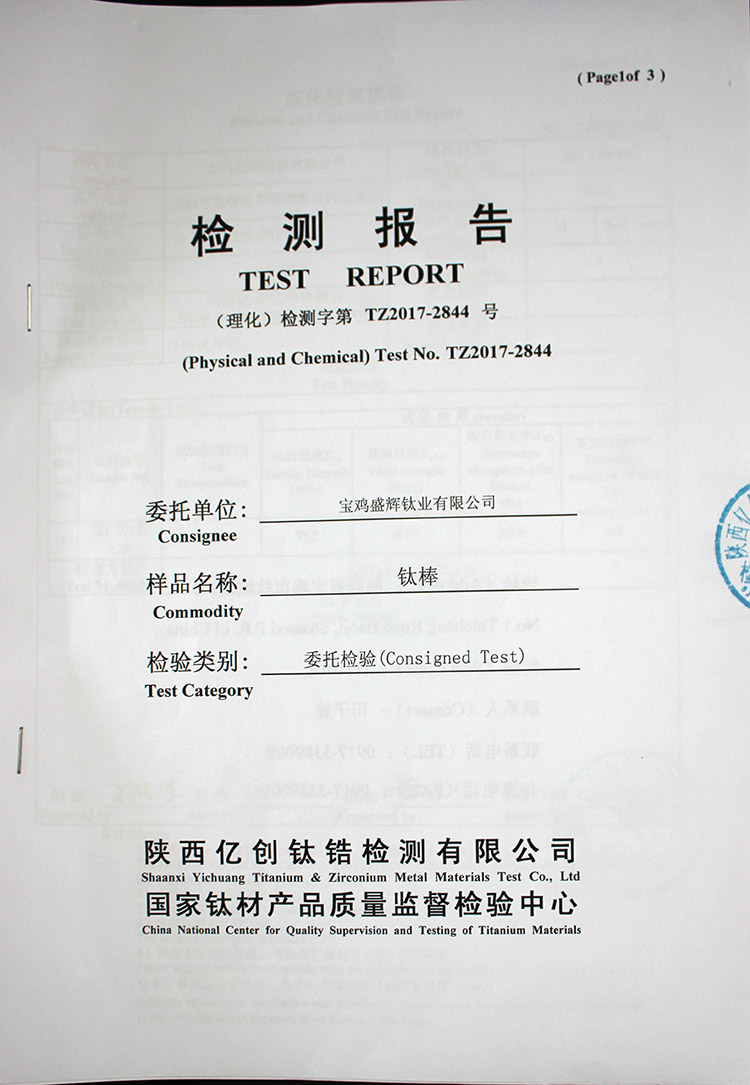 ( Page1of 3 )
检 测 报 告
TEST REPORT
（理化）检测字第 TZ2017-2844 号
(Physical and Chemical) Test No. TZ2017-2844
委托单位： 宝鸡盛辉钛业有限公司
Consignee
样品名称： 钛棒
Commodity
检验类别： 委托检验(Consigned Test)
Test Category
陕西亿创钛锆检测有限公司
Shaanxi Yichuang Titanium & Zirconium Metal Materials Test Co., Ltd
国家钛材产品质量监督检验中心
China National Center for Quality Supervision and Testing of Titanium Materials
陕西亿